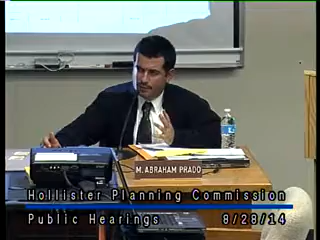 M. ABRAHAM PRADO
Hollister Planning Commission
Public Hearings 8/28/14